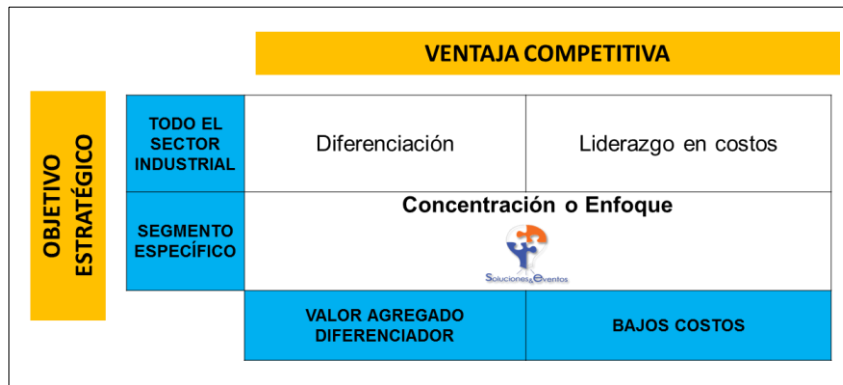 VENTAJA COMPETITIVA
OBJETIVO
ESTRATÉGICO
TODO EL
SECTOR
INDUSTRIAL
Diferenciación
Liderazgo en costos
SEGMENTO
ESPECÍFICO
Concentración o Enfoque
Soluciones&eventos
VALOR AGREGADO
DIFERENCIADOR
BAJOS COSTOS